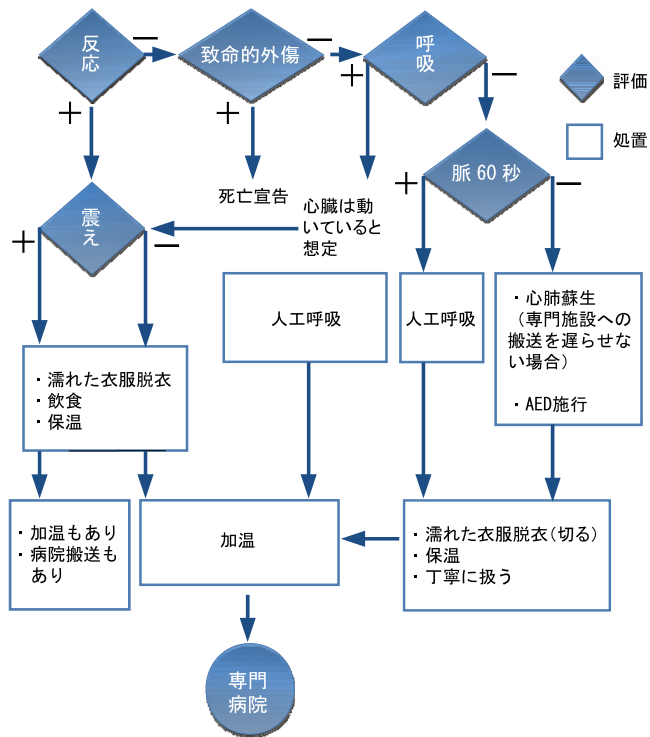 反
応
－
致命的外傷
－
呼
吸
＋
－
評価
＋
＋
処置
死亡宣告
脈 60 秒
＋
－
震
え
＋
－
心臓は動
いていると
想定
人工呼吸
人工呼吸
・心肺蘇生
（専門施設への
搬送を遅らせな
い場合）
・AED施行
・濡れた衣服脱衣
・飲食
・保温
・加温もあり
・病院搬送も
あり
加温
・濡れた衣服脱衣（切る）
・保温
・丁寧に扱う
専門
病院